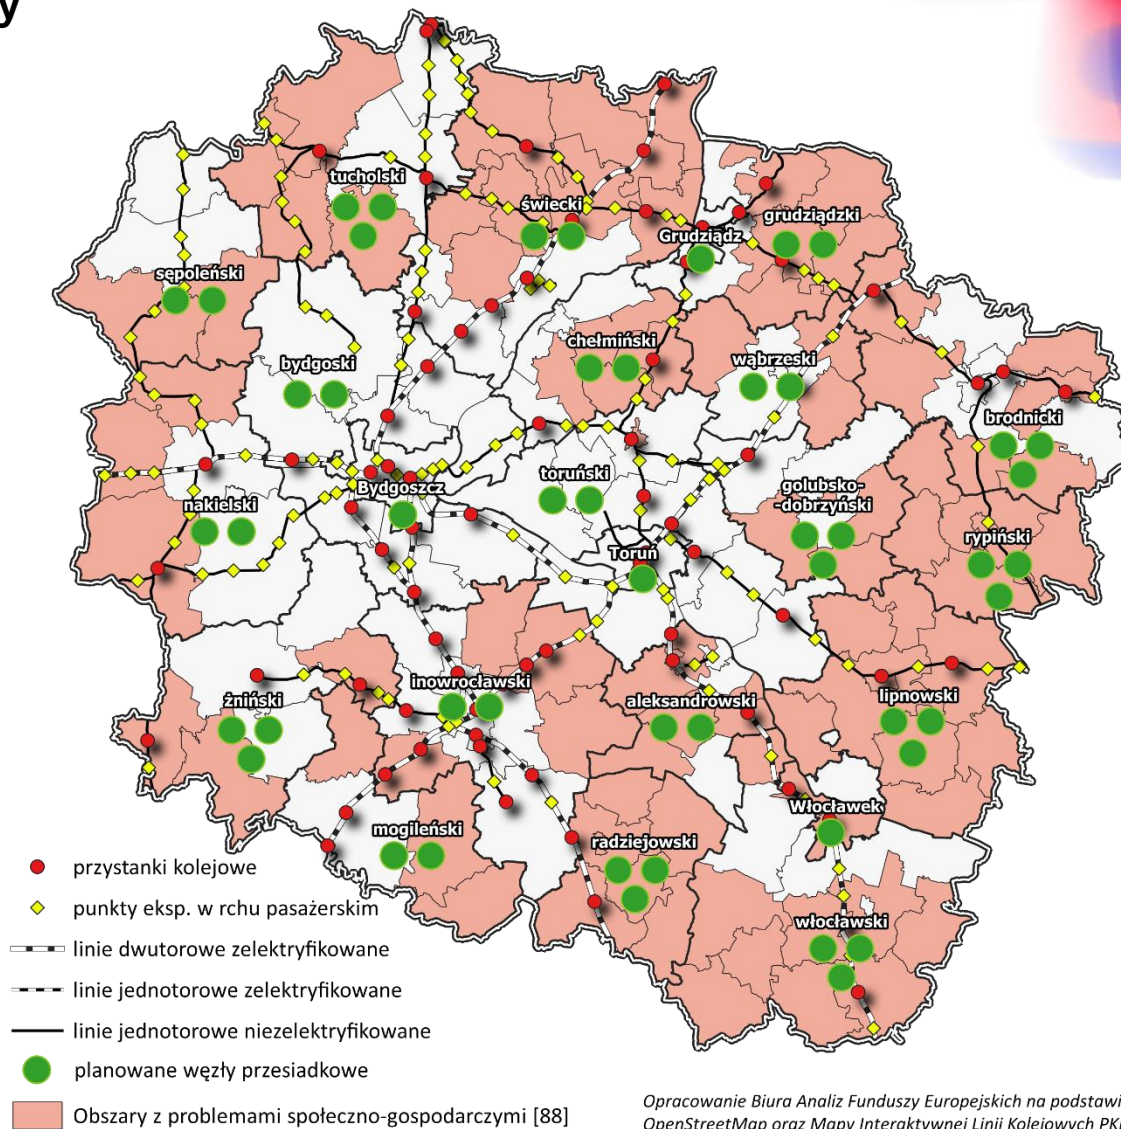 y
tucholski
świecki
Grudziądz
grudziądzki
sępoleński
bydgoski
chełmiński
wąbrzeski
brodnicki
Bydgoszcz
nakielski
toruński
golubsko-
-dobrzyński
rypiński
Toruń
żniński
inowrocławski
aleksandrowski
lipnowski
mogileński
radziejowski
Włocławek
włocławski
przystanki kolejowe
punkty eksp. w rchu pasażerskim
linie dwutorowe zelektryfikowane
linie jednotorowe zelektryfikowane
linie jednotorowe niezelektryfikowane
planowane węzły przesiadkowe
Obszary z problemami społeczno-gospodarczymi [88]
Opracowanie Biura Analiz Funduszy Europejskich na podstawi
OpenStreetMap oraz Mapy Interaktywnej Linii Kolejowych PK